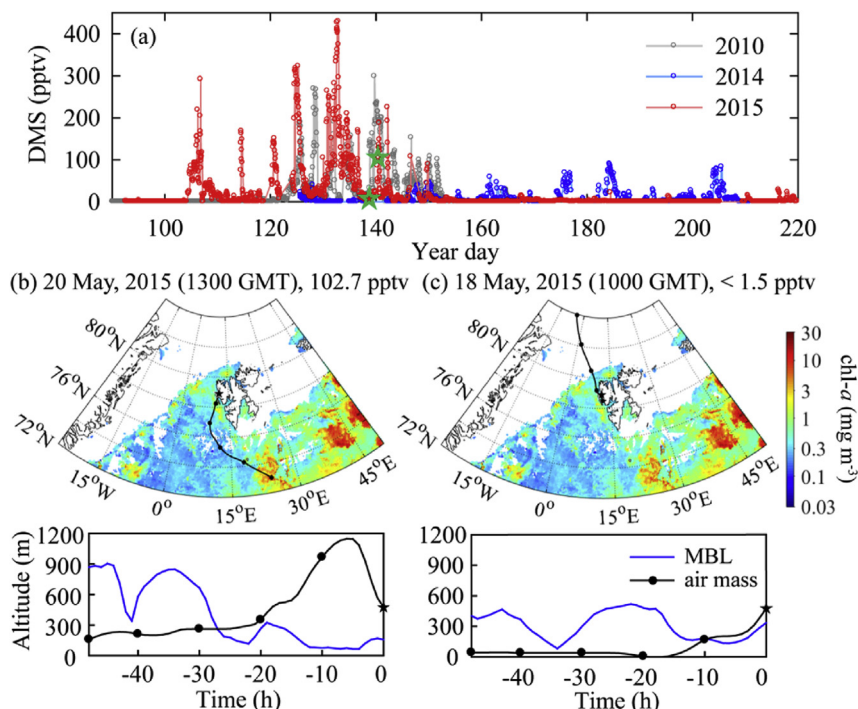 (a)
DMS (pptv)
400
300
200
100
0
2010
2014
2015
100 120 140 160 180 200 220
Year day
(b) 20 May, 2015 (1300 GMT), 102.7 pptv
(c) 18 May, 2015 (1000 GMT), < 1.5 pptv
80°N
76°N
72°N
15°W
0°
15°E
30°E
45°E
80°N
76°N
72°N
15°W
0°
15°E
30°E
45°E
30
10
3
1
0.3
0.1
0.03
chl-a (mg m⁻³)
Altitude (m)
1200
900
600
300
0
-40 -30 -20 -10 0
Time (h)
1200
900
600
300
0
MBL
air mass
-40 -30 -20 -10 0
Time (h)